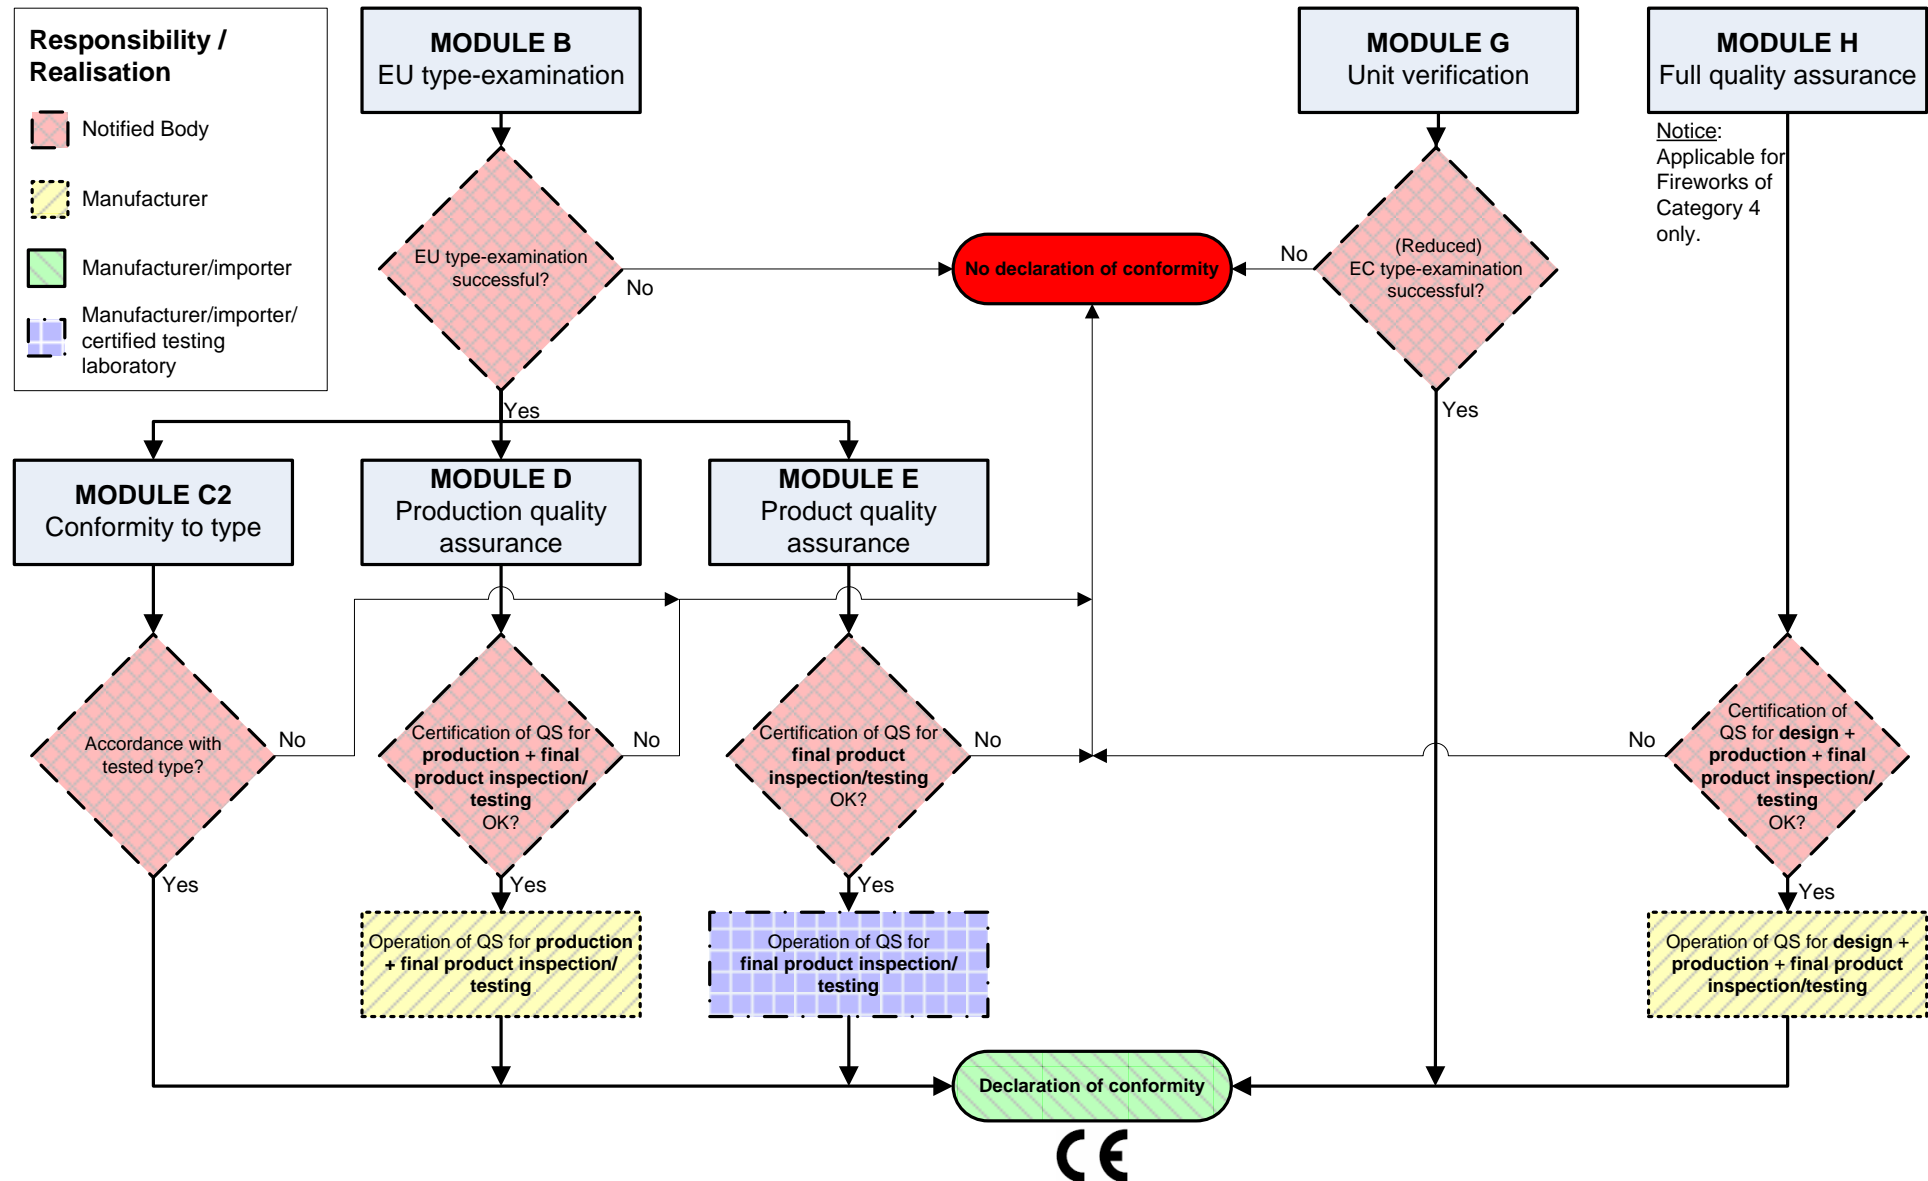 Responsibility /
Realisation
Notified Body
Manufacturer
Manufacturer/importer
Manufacturer/importer/
certified testing
laboratory
MODULE B
EU type-examination
MODULE G
Unit verification
MODULE H
Full quality assurance
Notice:
Applicable for
Fireworks of
Category 4
only.
EU type-examination
successful?
No
Yes
No declaration of conformity
No
(Reduced)
EC type-examination
successful?
Yes
MODULE C2
Conformity to type
MODULE D
Production quality
assurance
MODULE E
Product quality
assurance
Accordance with
tested type?
No
Yes
Certification of QS for
production + final
product inspection/
testing
OK?
No
Yes
Certification of QS for
final product
inspection/testing
OK?
No
Yes
No
Certification of
QS for design +
production + final
product inspection/
testing
OK?
Yes
Operation of QS for production
+ final product inspection/
testing
Operation of QS for
final product inspection/
testing
Operation of QS for design +
production + final product
inspection/testing
Declaration of conformity
CE